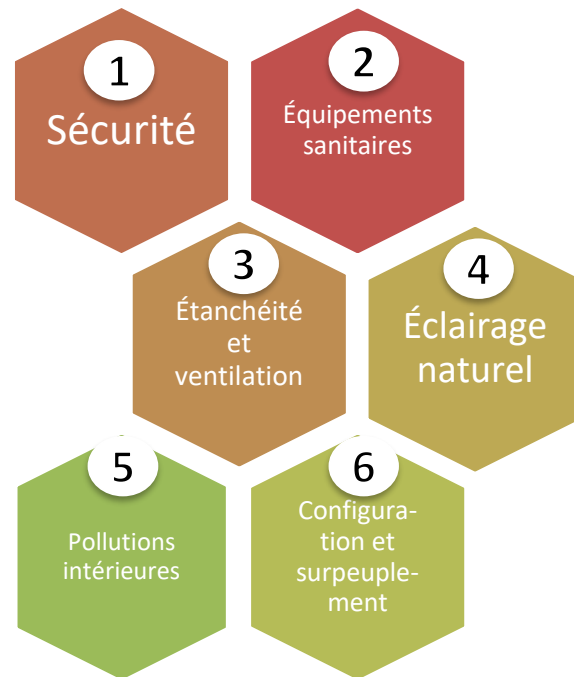 1
Sécurité
2
Équipements
sanitaires
3
Étanchéité
et
ventilation
4
Éclairage
naturel
5
Pollutions
intérieures
6
Configura-
tion et
surpeuple-
ment